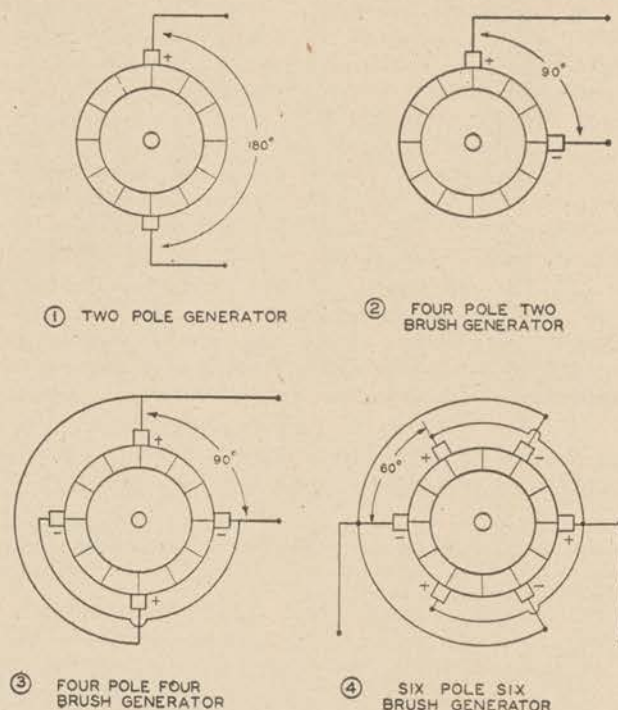 +
180°
① TWO POLE GENERATOR
+
90°
-
② FOUR POLE TWO
BRUSH GENERATOR
+
90°
-
-
+
③ FOUR POLE FOUR
BRUSH GENERATOR
60°
+
-
-
+
+
-
④ SIX POLE SIX
BRUSH GENERATOR